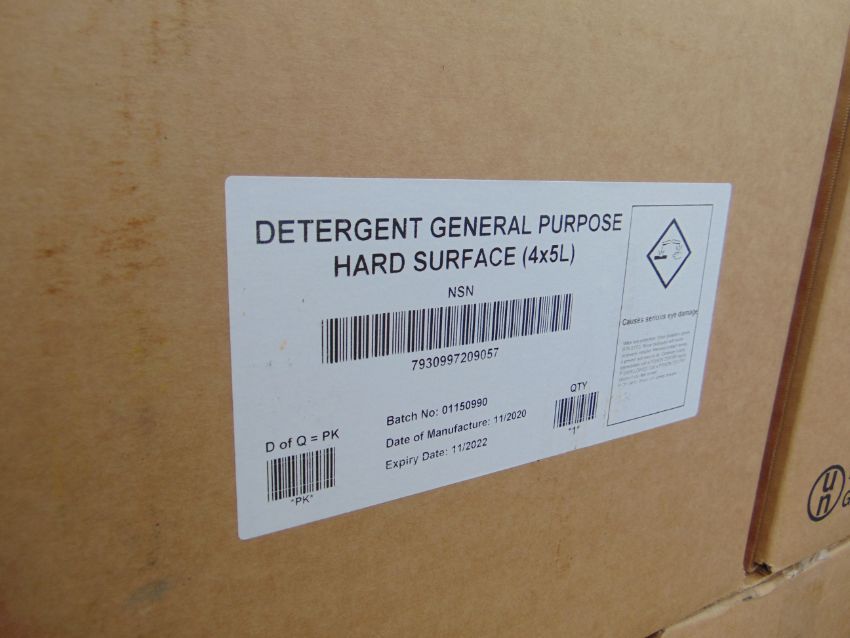 DETERGENT GENERAL PURPOSE
HARD SURFACE (4x5L)
NSN
7930997209057
D of Q = PK
*PK*
Batch No: 01150990
Date of Manufacture: 11/2020
Expiry Date: 11/2022
QTY
*1*
Causes serious eye damage
un
G